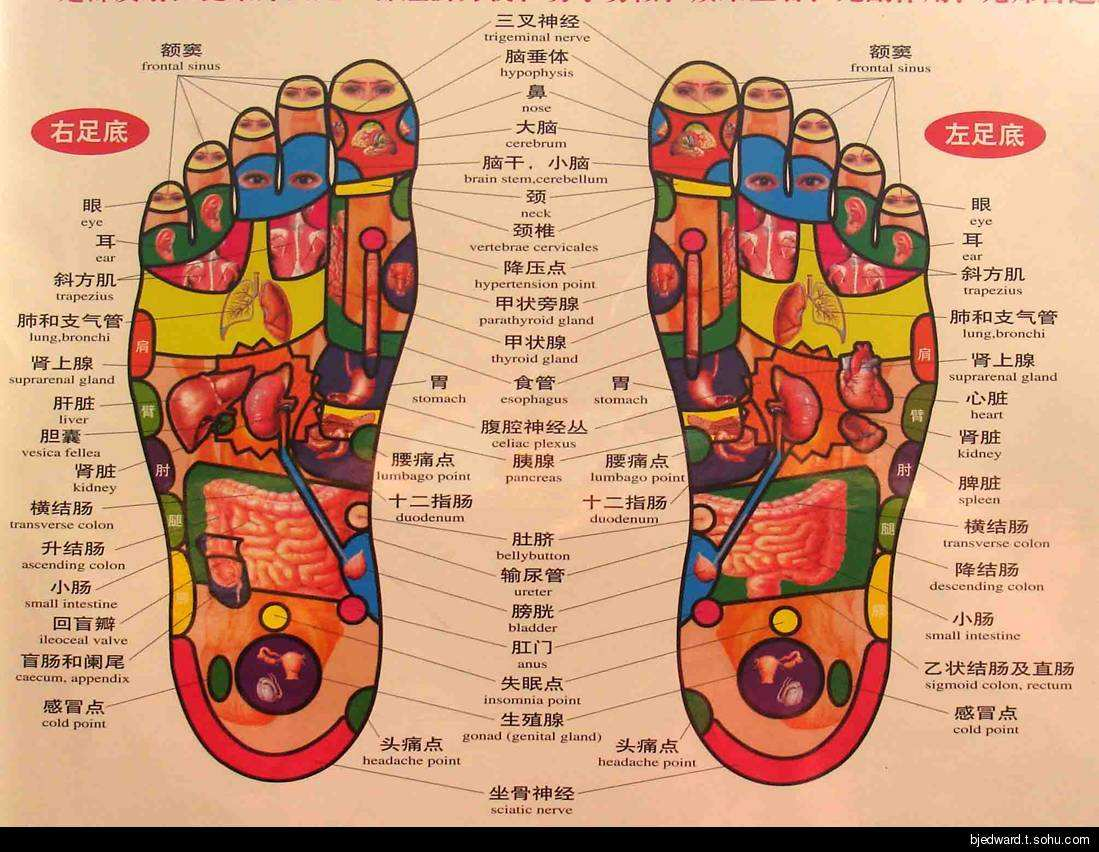 三叉神经
trigeminal nerve
额窦
frontal sinus
脑垂体
hypophysis
额窦
frontal sinus
鼻
nose
右足底
大脑
cerebrum
左足底
脑干，小脑
brain stem,cerebellum
眼
eye
颈
neck
眼
eye
耳
ear
颈椎
vertebrae cervicales
耳
ear
斜方肌
trapezius
降压点
hypertension point
斜方肌
trapezius
肺和支气管
lung,bronchi
甲状旁腺
parathyroid gland
肺和支气管
lung,bronchi
肩
甲状腺
thyroid gland
肩
肾上腺
suprarenal gland
胃
stomach
食管
esophagus
胃
stomach
肾上腺
suprarenal gland
肝脏
liver
臂
臂
心脏
heart
胆囊
vesica fellea
腹腔神经丛
celiac plexus
肾脏
kidney
肾脏
kidney
肘
腰痛点
lumbago point
胰腺
pancreas
腰痛点
lumbago point
肘
脾脏
spleen
横结肠
transverse colon
腿
十二指肠
duodenum
十二指肠
duodenum
腿
横结肠
transverse colon
升结肠
ascending colon
肚脐
bellybutton
降结肠
descending colon
小肠
small intestine
输尿管
ureter
小肠
small intestine
回盲瓣
ileoceal valve
膀胱
bladder
盲肠和阑尾
caecum, appendix
肛门
anus
乙状结肠及直肠
sigmoid colon, rectum
感冒点
cold point
失眠点
insomnia point
感冒点
cold point
生殖腺
gonad (genital gland)
头痛点
headache point
头痛点
headache point
坐骨神经
sciatic nerve
bjedward.t.sohu.com